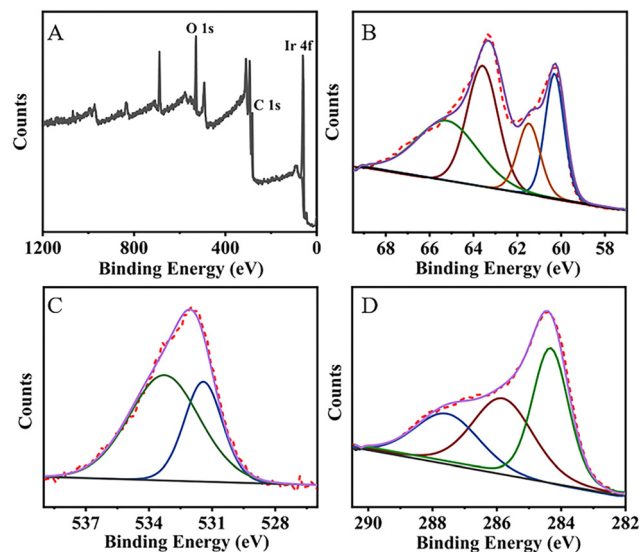 A
O 1s
Ir 4f
C 1s
Counts
1200
800
400
0
Binding Energy (eV)
B
Counts
68
66
64
62
60
58
Binding Energy (eV)
C
Counts
537
534
531
528
Binding Energy (eV)
D
Counts
290
288
286
284
282
Binding Energy (eV)